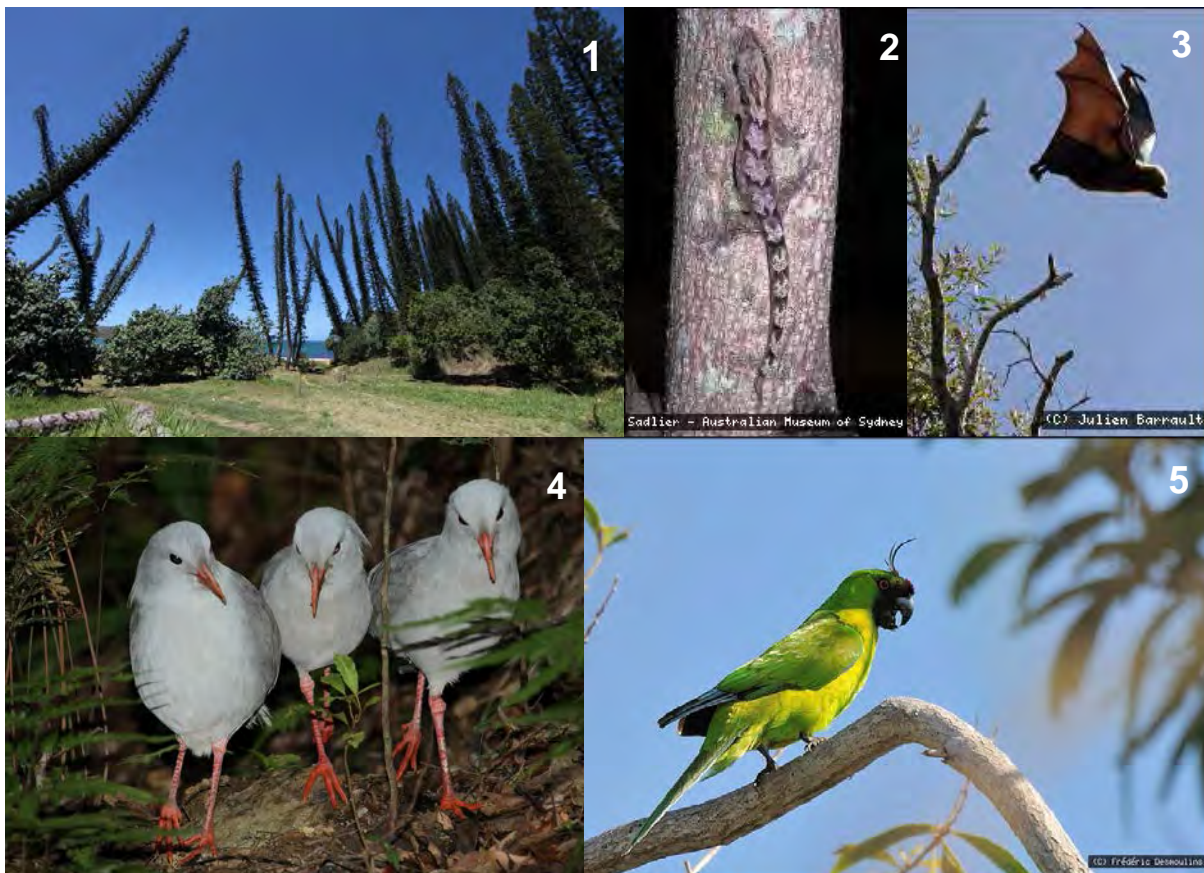 1
2
3
Sadlier - Australian Museum of Sydney
(C) Julien Barrault
4
5
(C) Frédéric Desmoulins